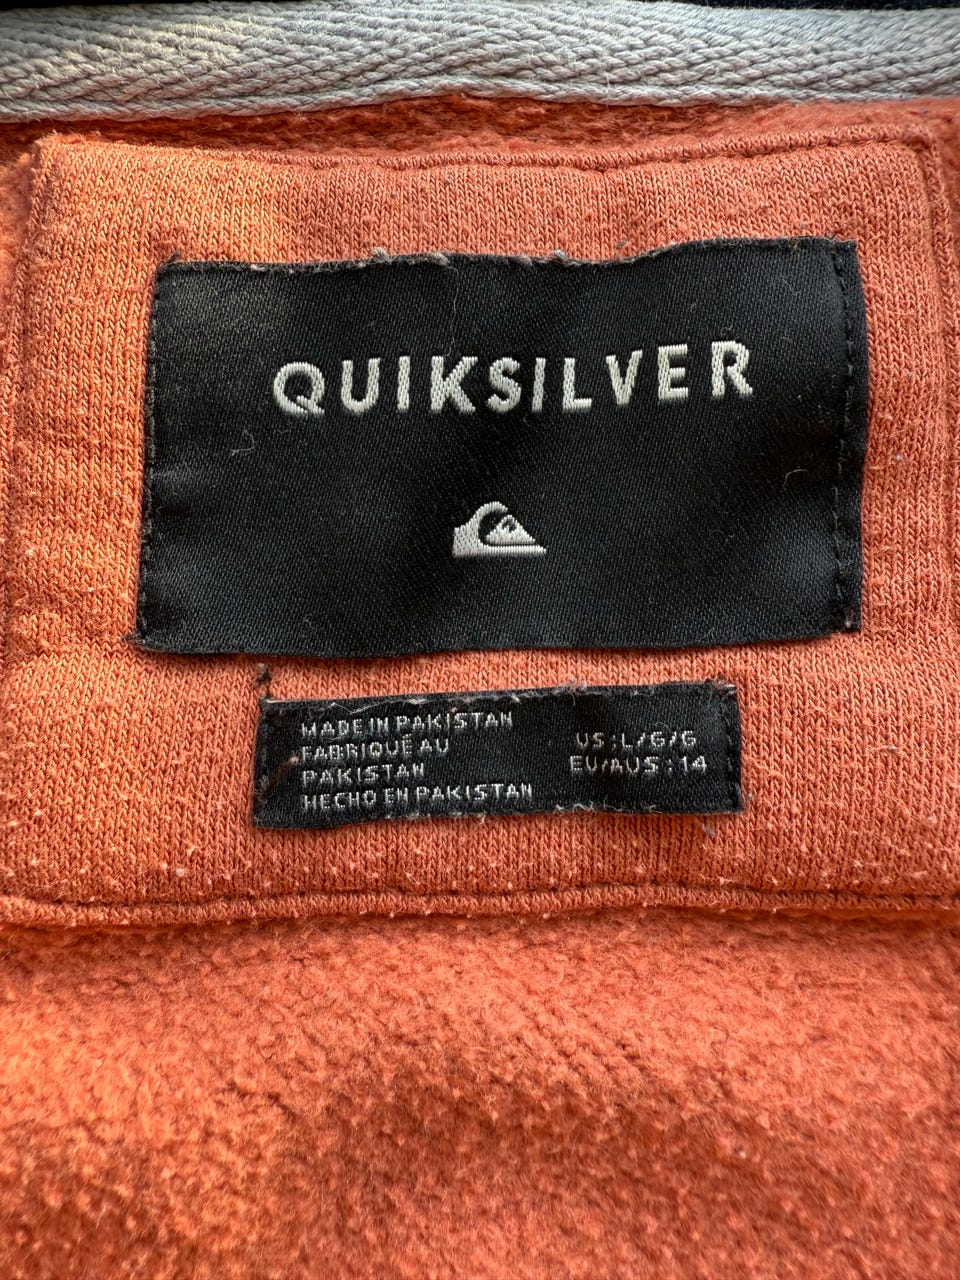 QUIKSILVER
MADE IN PAKISTAN
FABRIQUÉ AU
PAKISTAN
HECHO EN PAKISTAN
US : L/G/G
EU/AUS : 14